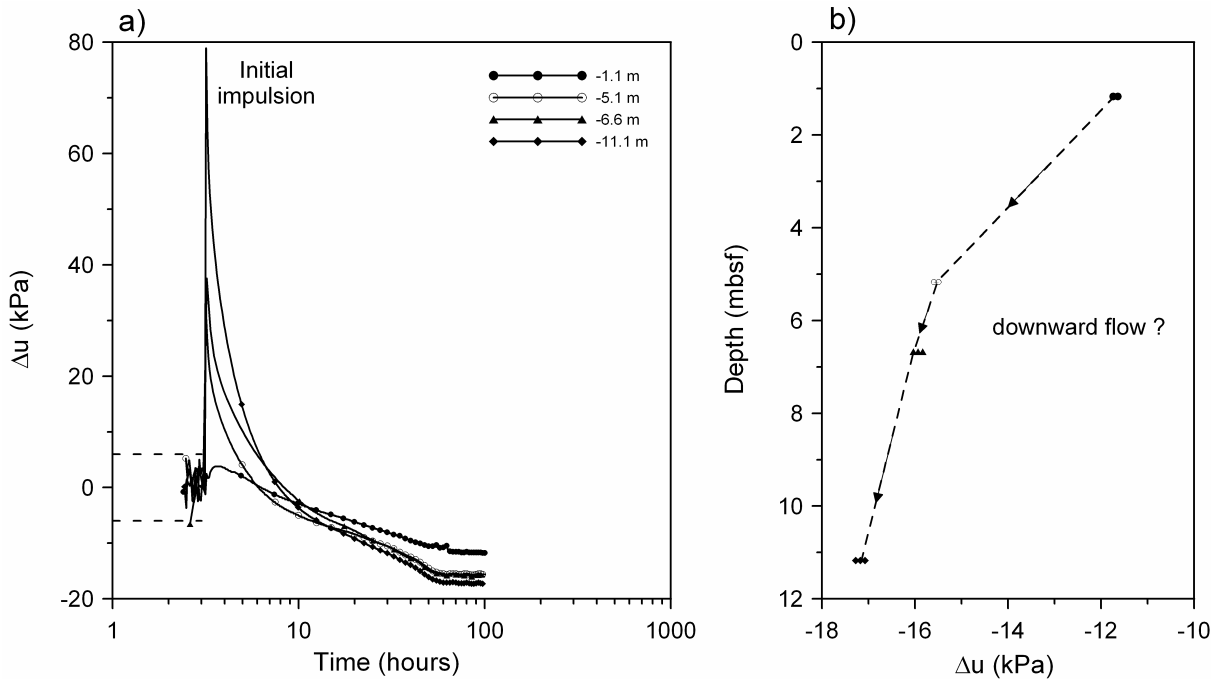 a)
80
60
40
20
0
-20
Δu (kPa)
Initial
impulsion
-1.1 m
-5.1 m
-6.6 m
-11.1 m
1
10
100
1000
Time (hours)
b)
0
2
4
6
8
10
12
Depth (mbsf)
downward flow ?
-18
-16
-14
-12
-10
Δu (kPa)